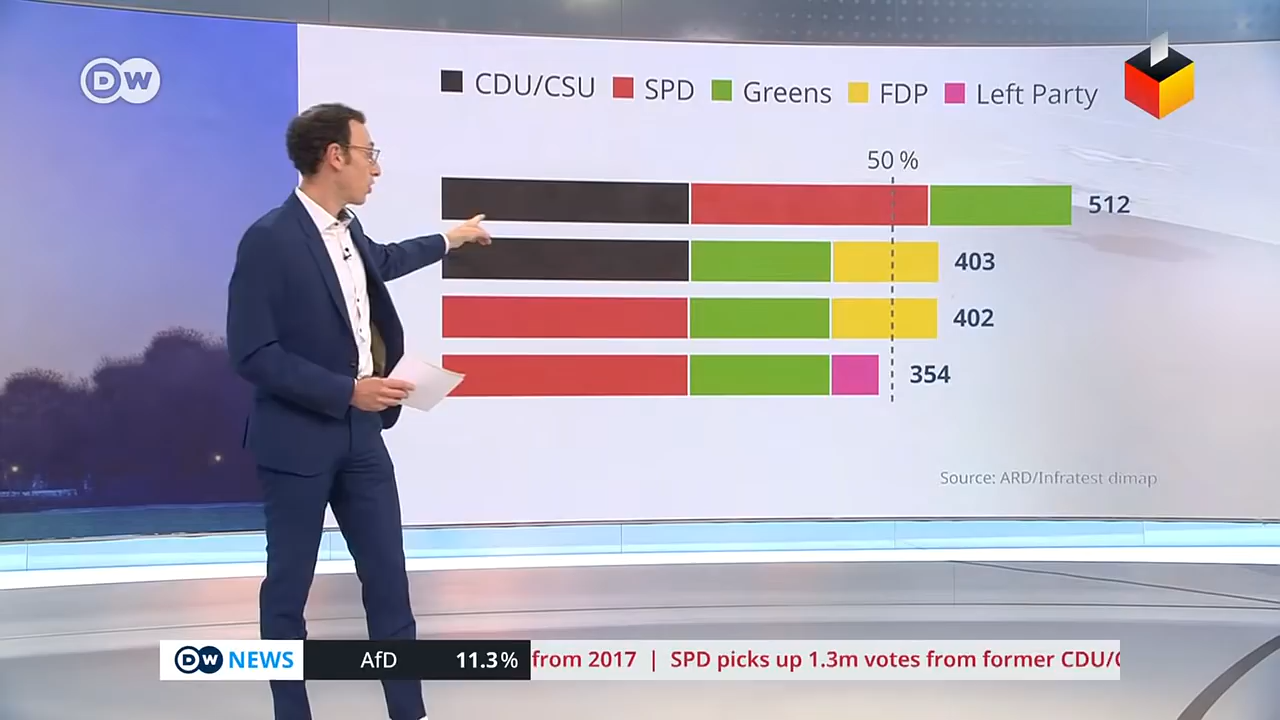 DW
CDU/CSU SPD Greens FDP Left Party
50 %
512
403
402
354
Source: ARD/Infratest dimap
DW NEWS AfD 11.3% from 2017 | SPD picks up 1.3m votes from former CDU/